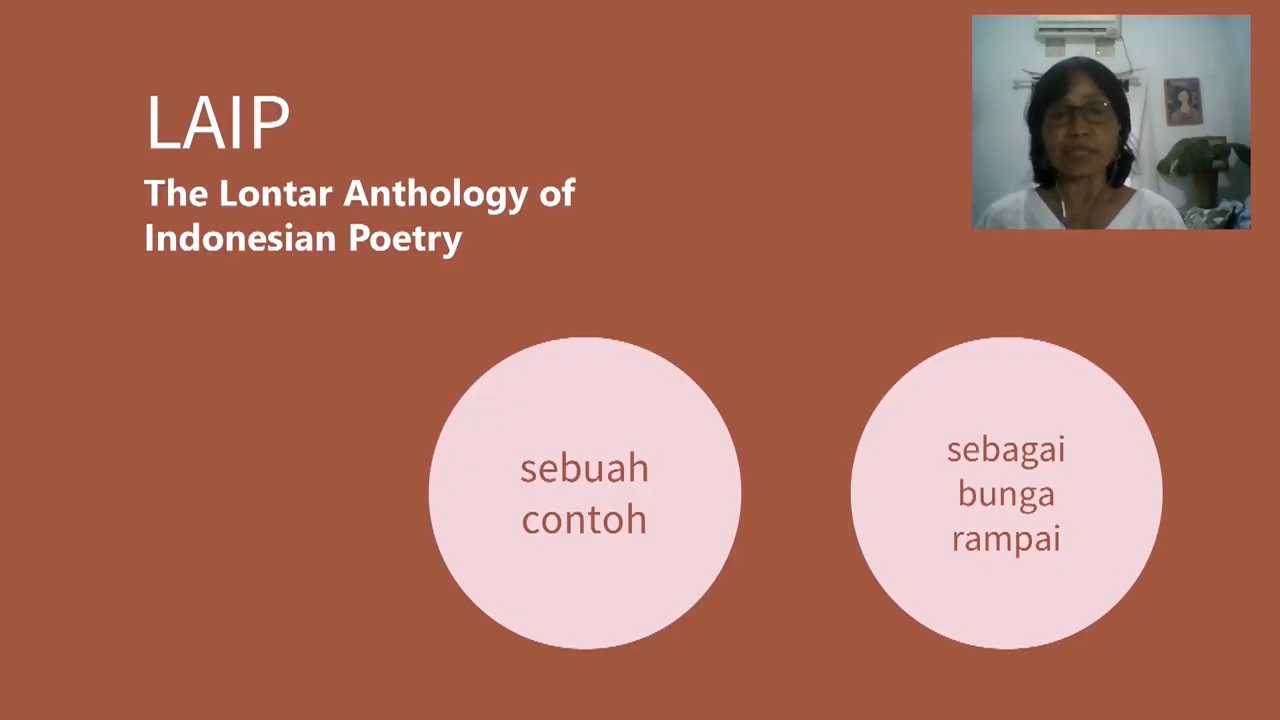 LAIP
The Lontar Anthology of
Indonesian Poetry
sebuah
contoh
sebagai
bunga
rampai